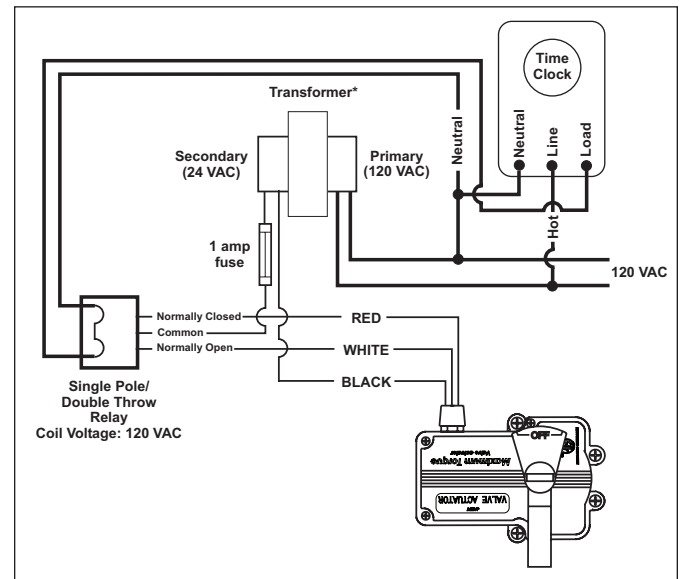 Time
Clock
Neutral
Line
Load
Transformer*
Secondary
(24 VAC)
Primary
(120 VAC)
Neutral
Hot
1 amp
fuse
120 VAC
Normally Closed
RED
Common
Normally Open
WHITE
BLACK
Single Pole/
Double Throw
Relay
Coil Voltage: 120 VAC
OFF
Maximum Torque
Valve actuator
VALVE ACTUATOR